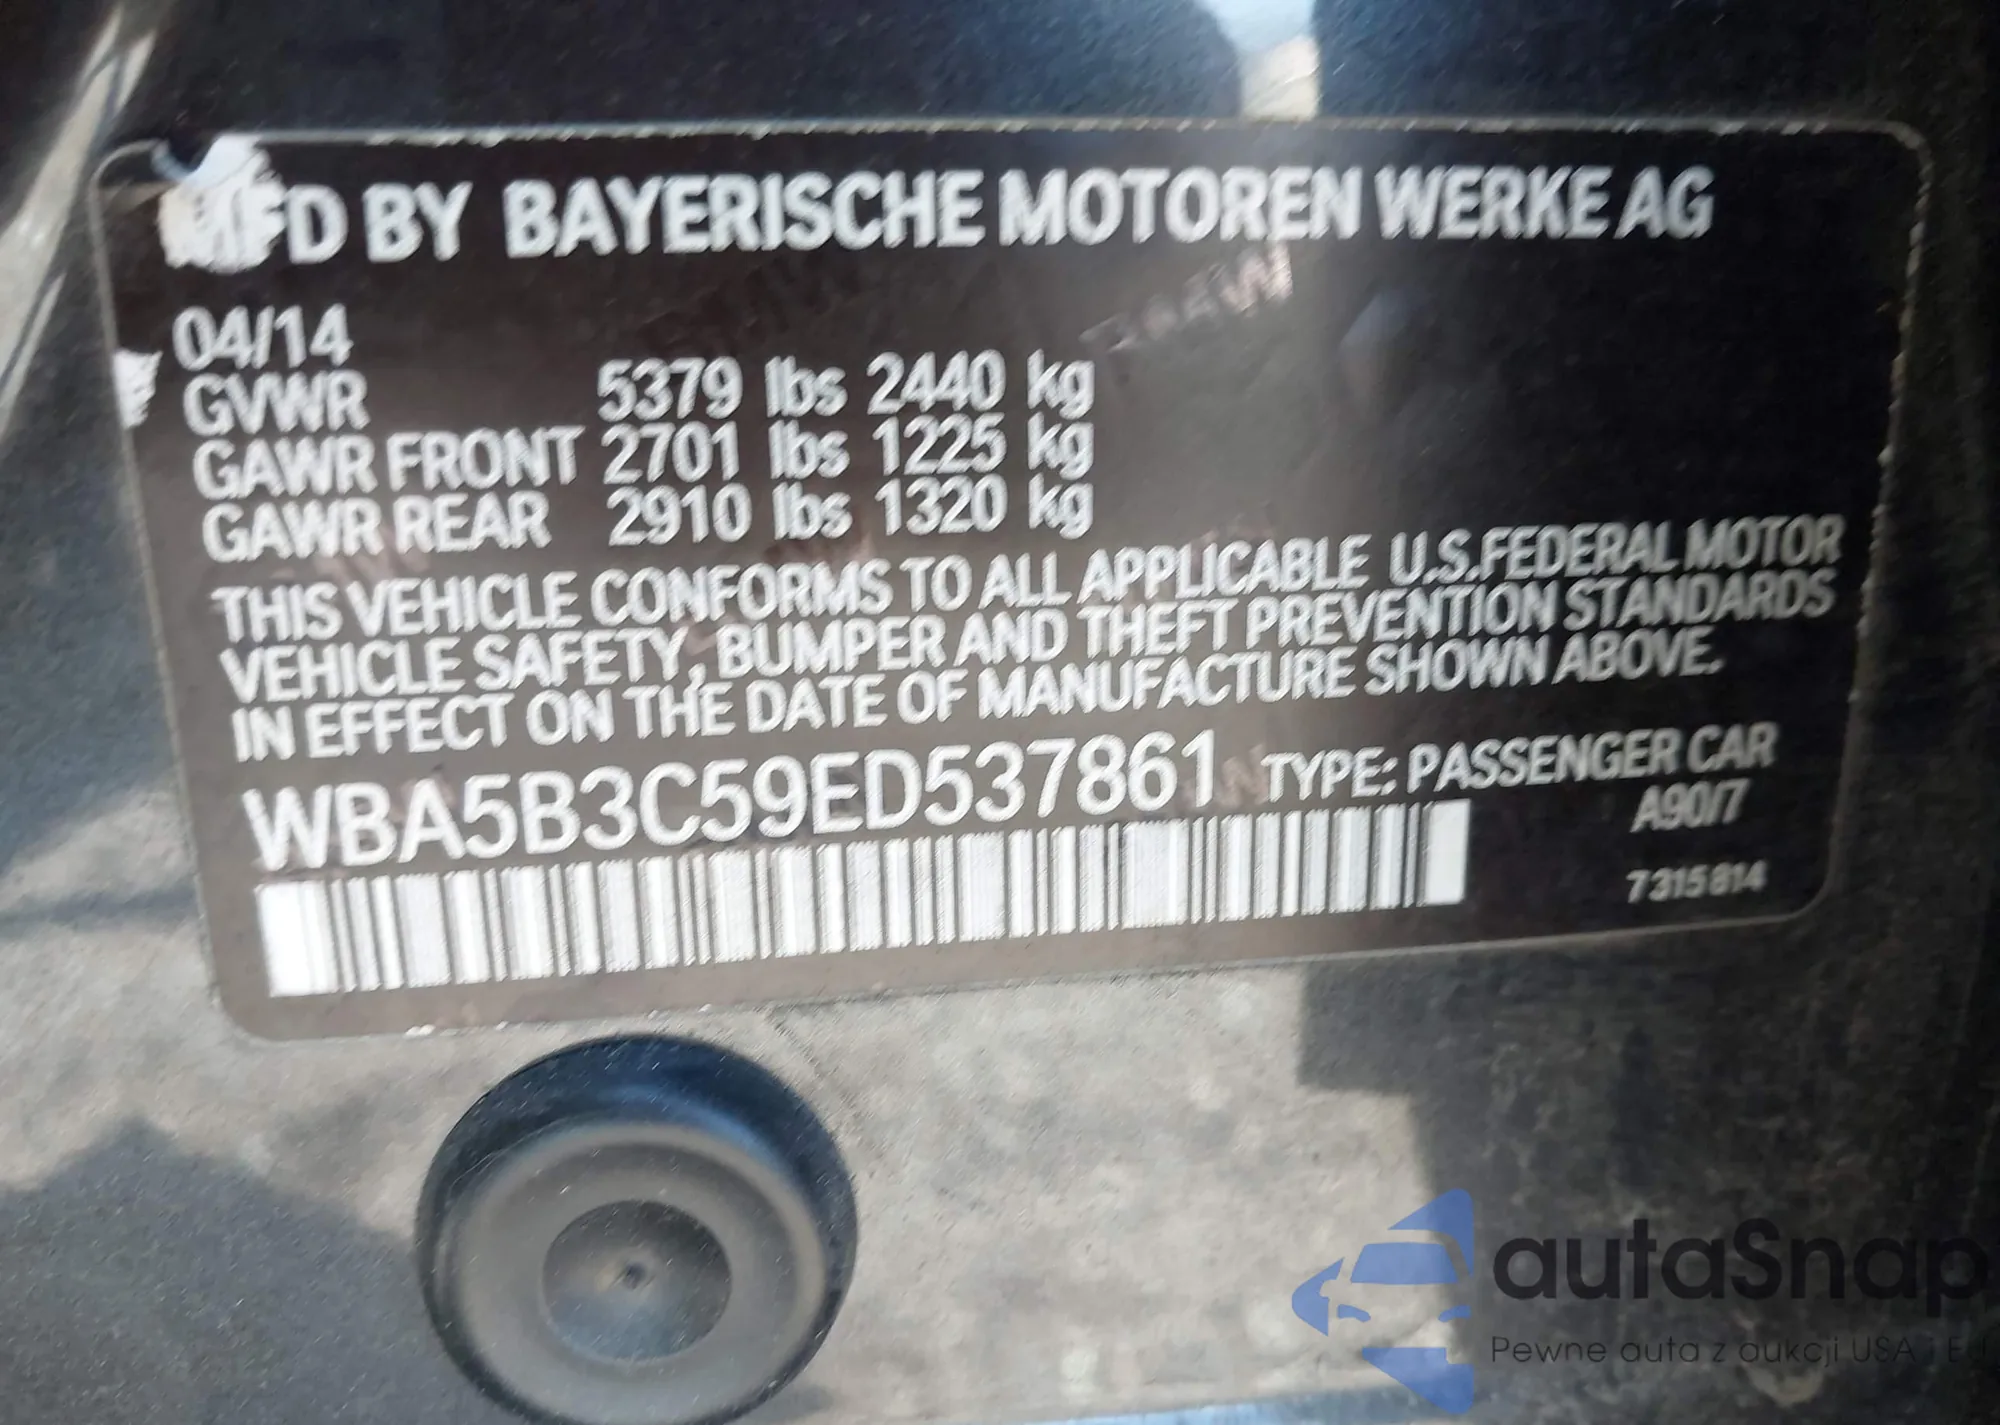 MFD BY BAYERISCHE MOTOREN WERKE AG
04/14
GVWR 5379 lbs 2440 kg
GAWR FRONT 2701 lbs 1225 kg
GAWR REAR 2910 lbs 1320 kg
THIS VEHICLE CONFORMS TO ALL APPLICABLE U.S.FEDERAL MOTOR
VEHICLE SAFETY, BUMPER AND THEFT PREVENTION STANDARDS
IN EFFECT ON THE DATE OF MANUFACTURE SHOWN ABOVE.
WBA5B3C59ED537861 TYPE: PASSENGER CAR
A90/7
7315814
autaSnap
Pewne auta z aukcji USA i EU